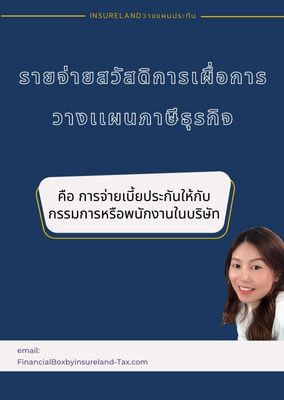 INSURELANDวางแผนประกัน
รายจ่ายสวัสดิการเผื่อการ
วางแผนภาษีธุรกิจ
คือ การจ่ายเบี้ยประกันให้กับ
กรรมการหรือพนักงานในบริษัท
email:
FinancialBoxbyinsureland-Tax.com